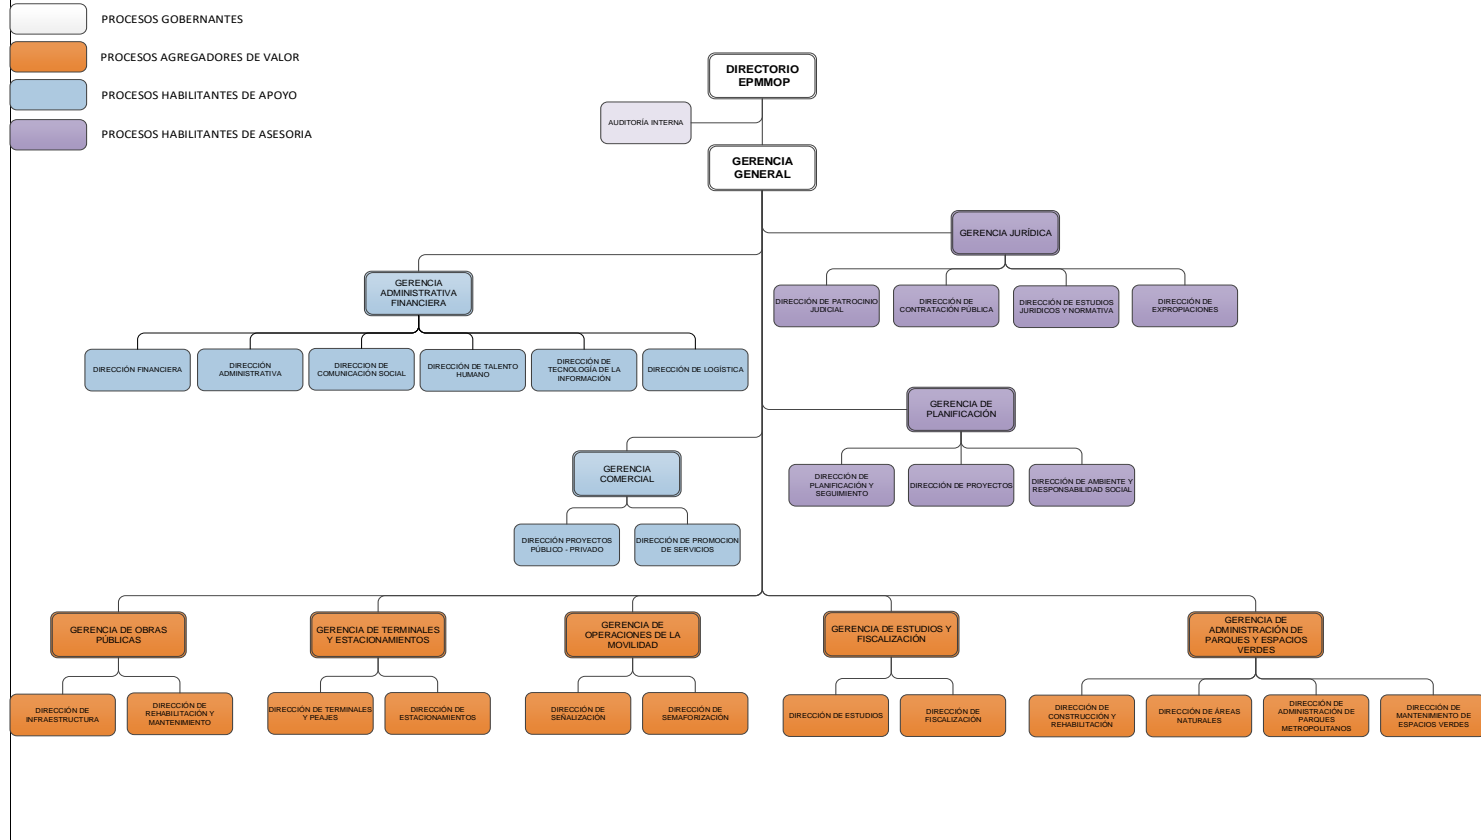 PROCESOS GOBERNANTES
PROCESOS AGREGADORES DE VALOR
PROCESOS HABILITANTES DE APOYO
PROCESOS HABILITANTES DE ASESORIA
DIRECTORIO
EPMMOP
AUDITORÍA INTERNA
GERENCIA
GENERAL
GERENCIA JURÍDICA
DIRECCIÓN DE PATROCINIO
JUDICIAL
DIRECCIÓN DE
CONTRATACIÓN PÚBLICA
DIRECCIÓN DE ESTUDIOS
JURIDICOS Y NORMATIVA
DIRECCIÓN DE
EXPROPIACIONES
GERENCIA
ADMINISTRATIVA
FINANCIERA
DIRECCIÓN FINANCIERA
DIRECCIÓN
ADMINISTRATIVA
DIRECCION DE
COMUNICACIÓN SOCIAL
DIRECCIÓN DE TALENTO
HUMANO
DIRECCIÓN DE
TECNOLOGÍA DE LA
INFORMACIÓN
DIRECCIÓN DE LOGÍSTICA
GERENCIA DE
PLANIFICACIÓN
DIRECCIÓN DE
PLANIFICACIÓN Y
SEGUIMIENTO
DIRECCIÓN DE PROYECTOS
DIRECCIÓN DE AMBIENTE Y
RESPONSABILIDAD SOCIAL
GERENCIA
COMERCIAL
DIRECCIÓN PROYECTOS
PÚBLICO - PRIVADO
DIRECCIÓN DE PROMOCION
DE SERVICIOS
GERENCIA DE OBRAS
PÚBLICAS
DIRECCIÓN DE
INFRAESTRUCTURA
DIRECCIÓN DE
REHABILITACIÓN Y
MANTENIMIENTO
GERENCIA DE TERMINALES
Y ESTACIONAMIENTOS
DIRECCIÓN DE TERMINALES
Y PEAJES
DIRECCIÓN DE
ESTACIONAMIENTOS
GERENCIA DE
OPERACIONES DE LA
MOVILIDAD
DIRECCIÓN DE
SEÑALIZACIÓN
DIRECCIÓN DE
SEMAFORIZACIÓN
GERENCIA DE ESTUDIOS Y
FISCALIZACIÓN
DIRECCIÓN DE ESTUDIOS
DIRECCIÓN DE
FISCALIZACIÓN
GERENCIA DE
ADMINISTRACIÓN DE
PARQUES Y ESPACIOS
VERDES
DIRECCIÓN DE
CONSTRUCCIÓN Y
REHABILITACIÓN
DIRECCIÓN DE ÁREAS
NATURALES
DIRECCIÓN DE
ADMINISTRACIÓN DE
PARQUES
METROPOLITANOS
DIRECCIÓN DE
MANTENIMIENTO DE
ESPACIOS VERDES